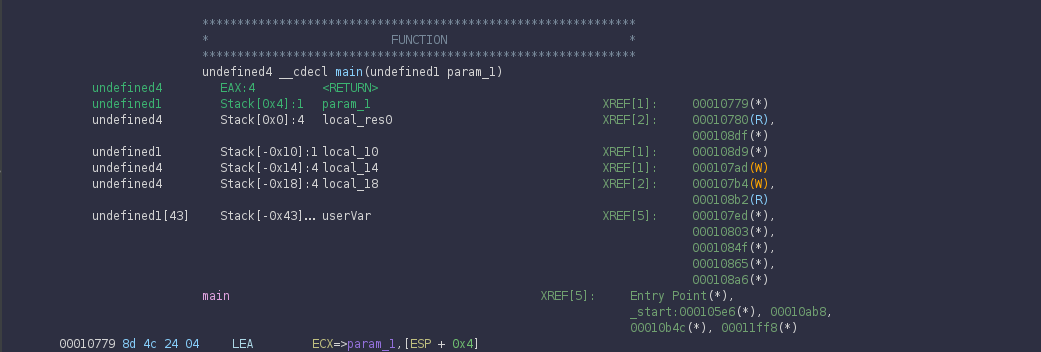 ************************************************************
* FUNCTION *
************************************************************
undefined4 __cdecl main(undefined1 param_1)
undefined4 EAX:4 <RETURN>
undefined1 Stack[0x4]:1 param_1 XREF[1]: 00010779(*)
undefined4 Stack[0x0]:4 local_res0 XREF[2]: 00010780(R),
000108df(*)
undefined1 Stack[-0x10]:1 local_10 XREF[1]: 000108d9(*)
undefined4 Stack[-0x14]:4 local_14 XREF[1]: 000107ad(W)
undefined4 Stack[-0x18]:4 local_18 XREF[2]: 000107b4(W),
000108b2(R)
undefined1[43] Stack[-0x43]... userVar XREF[5]: 000107ed(*),
00010803(*),
0001084f(*),
00010865(*),
000108a6(*)
main XREF[5]: Entry Point(*),
_start:000105e6(*), 00010ab8,
00010b4c(*), 00011ff8(*)
00010779 8d 4c 24 04 LEA ECX=>param_1,[ESP + 0x4]